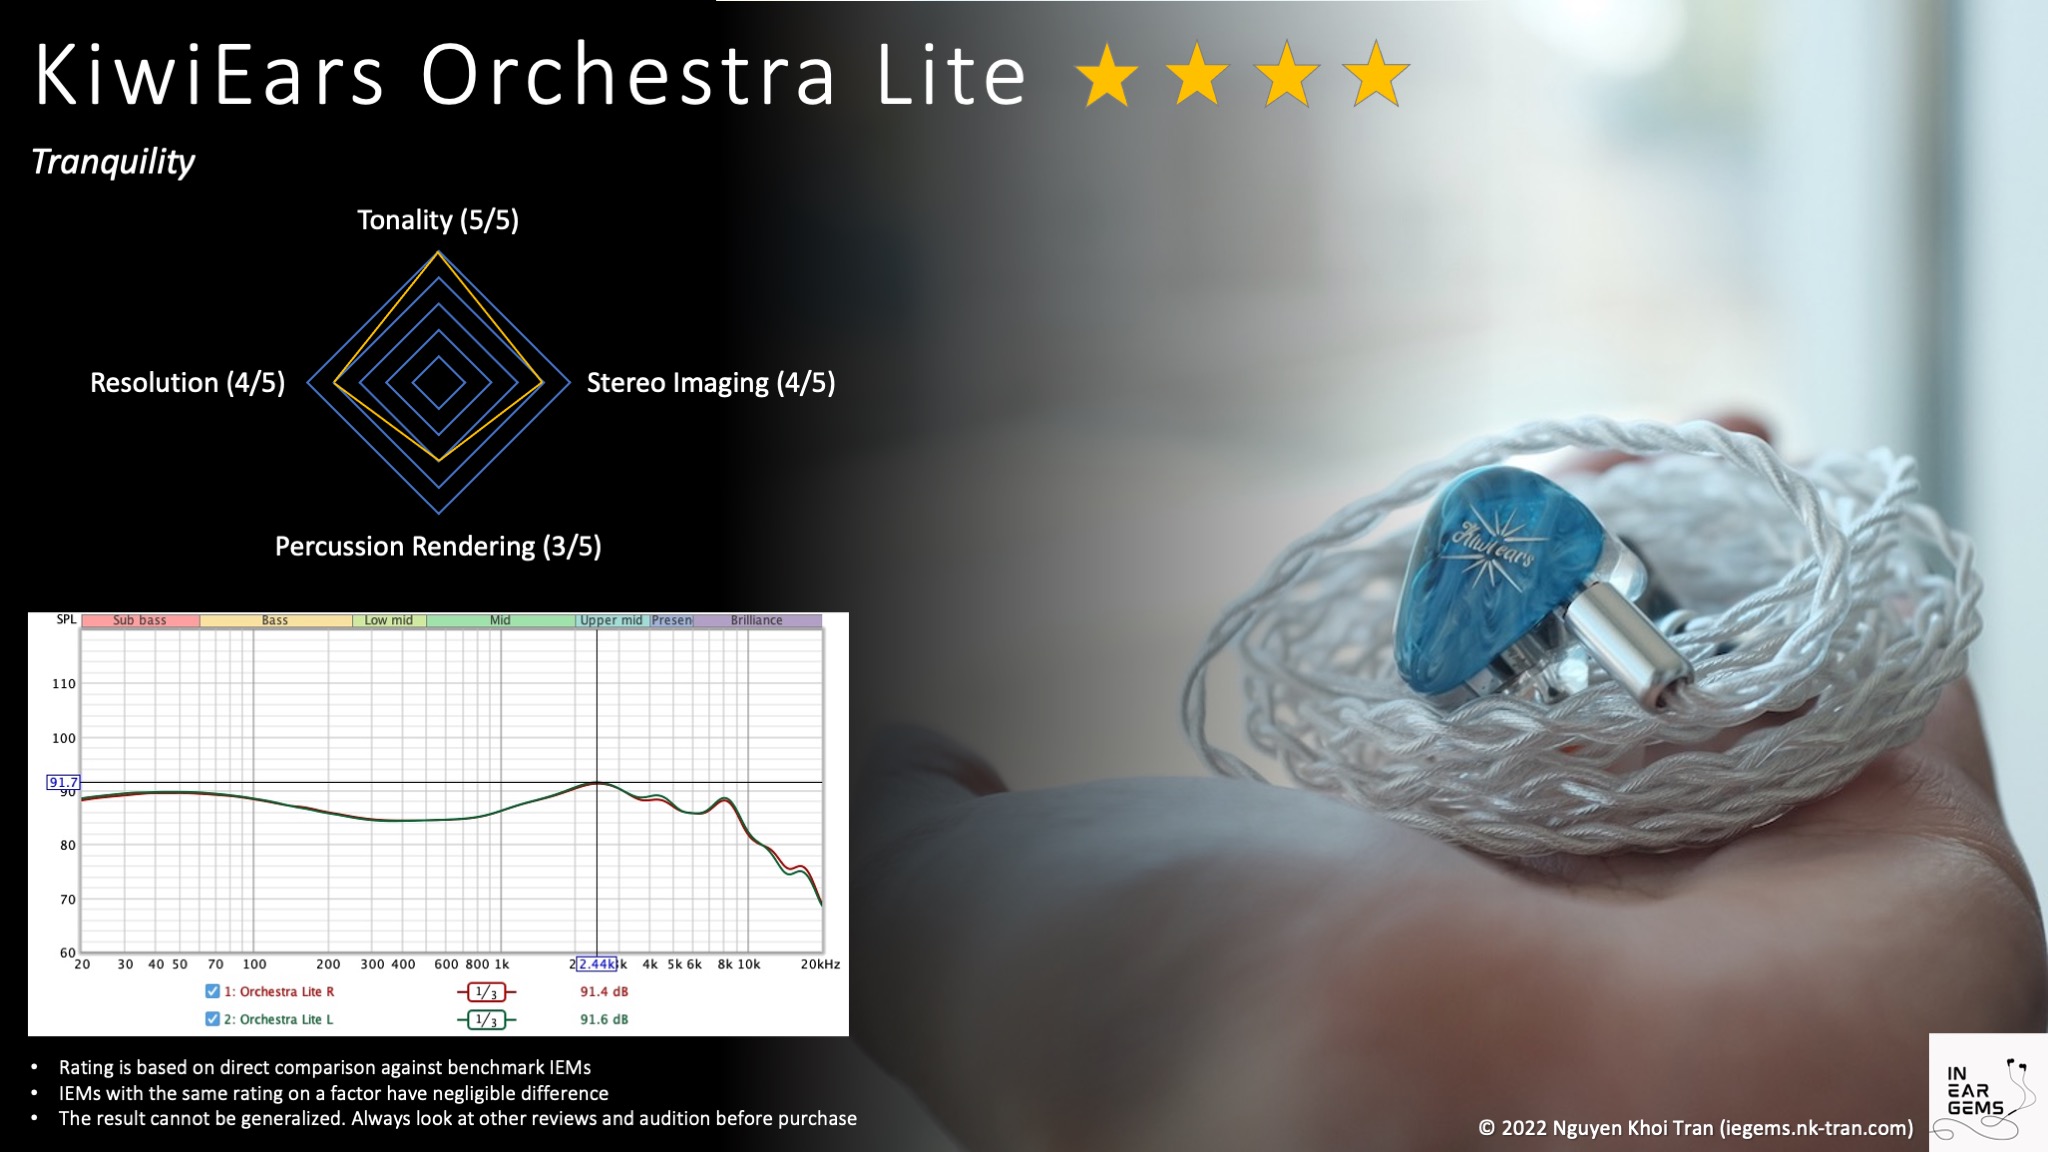 KiwiEars Orchestra Lite
Tranquility
Tonality (5/5)
Resolution (4/5)
Stereo Imaging (4/5)
Percussion Rendering (3/5)
SPL
Sub bass
Bass
Low mid
Mid
Upper mid
Presen
Brilliance
110
100
91.7
90
80
70
60
20 30 40 50 70 100 200 300 400 600 800 1k 2 2.44k 4k 5k 6k 8k 10k 20kHz
1: Orchestra Lite R 1/3 91.4 dB
2: Orchestra Lite L 1/3 91.6 dB
• Rating is based on direct comparison against benchmark IEMs
• IEMs with the same rating on a factor have negligible difference
• The result cannot be generalized. Always look at other reviews and audition before purchase
Kiwi ears
© 2022 Nguyen Khoi Tran (iegems.nk-tran.com)
IN
EAR
GEMS